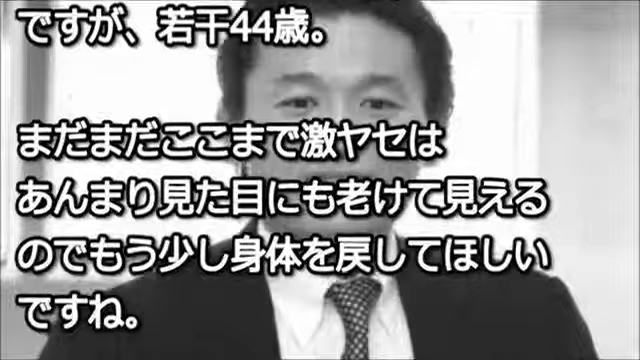 ですが、若干44歳。
まだまだここまで激ヤセは
あんまり見た目にも老けて見える
のでもう少し身体を戻してほしい
ですね。